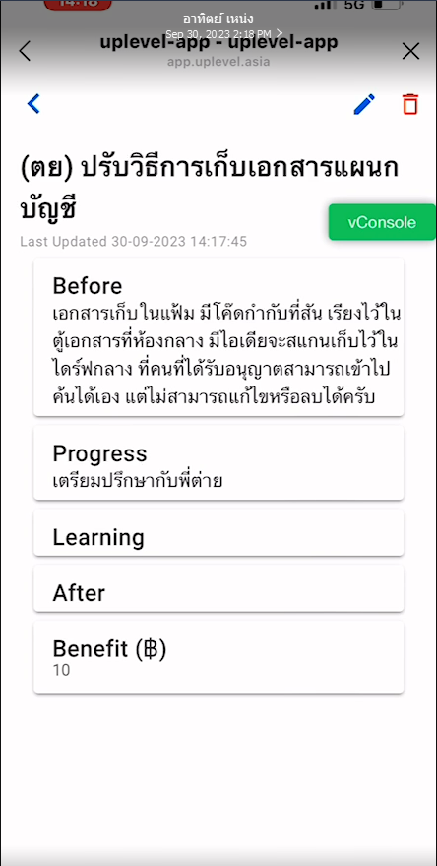 14:18
5G
อาทิตย์ เหน่ง
Sep 30, 2023 2:18 PM
uplevel-app - uplevel-app
app.uplevel.asia
(ตย) ปรับวิธีการเก็บเอกสารแผนก
บัญชี
vConsole
Last Updated 30-09-2023 14:17:45
Before
เอกสารเก็บในแฟ้ม มีโค๊ดกำกับที่สัน เรียงไว้ใน
ตู้เอกสารที่ห้องกลาง มีไอเดียจะสแกนเก็บไว้ใน
ไดร์ฟกลาง ที่คนที่ได้รับอนุญาตสามารถเข้าไป
ค้นได้เอง แต่ไม่สามารถแก้ไขหรือลบได้ครับ
Progress
เตรียมปรึกษากับพี่ต่าย
Learning
After
Benefit (฿)
10